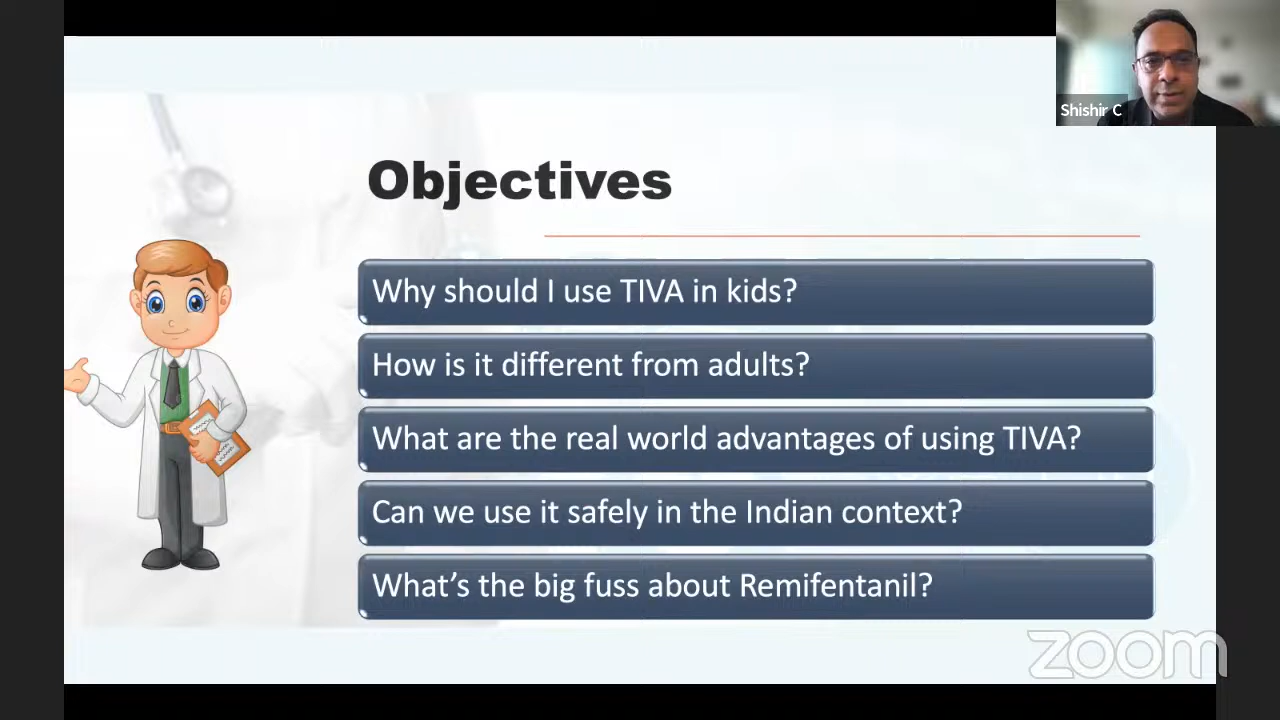 Shishir C
Objectives
Why should I use TIVA in kids?
How is it different from adults?
What are the real world advantages of using TIVA?
Can we use it safely in the Indian context?
What’s the big fuss about Remifentanil?
zoom